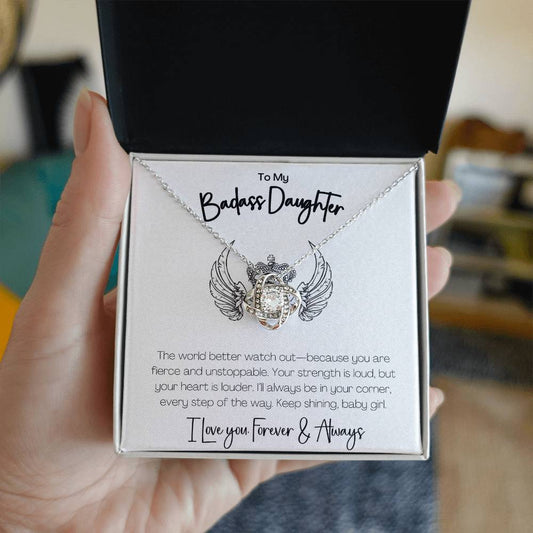 To My
Badass Daughter
The world better watch out—because you are
fierce and unstoppable. Your strength is loud, but
your heart is louder. I'll always be in your corner,
every step of the way. Keep shining, baby girl.
I Love you, Forever & Always